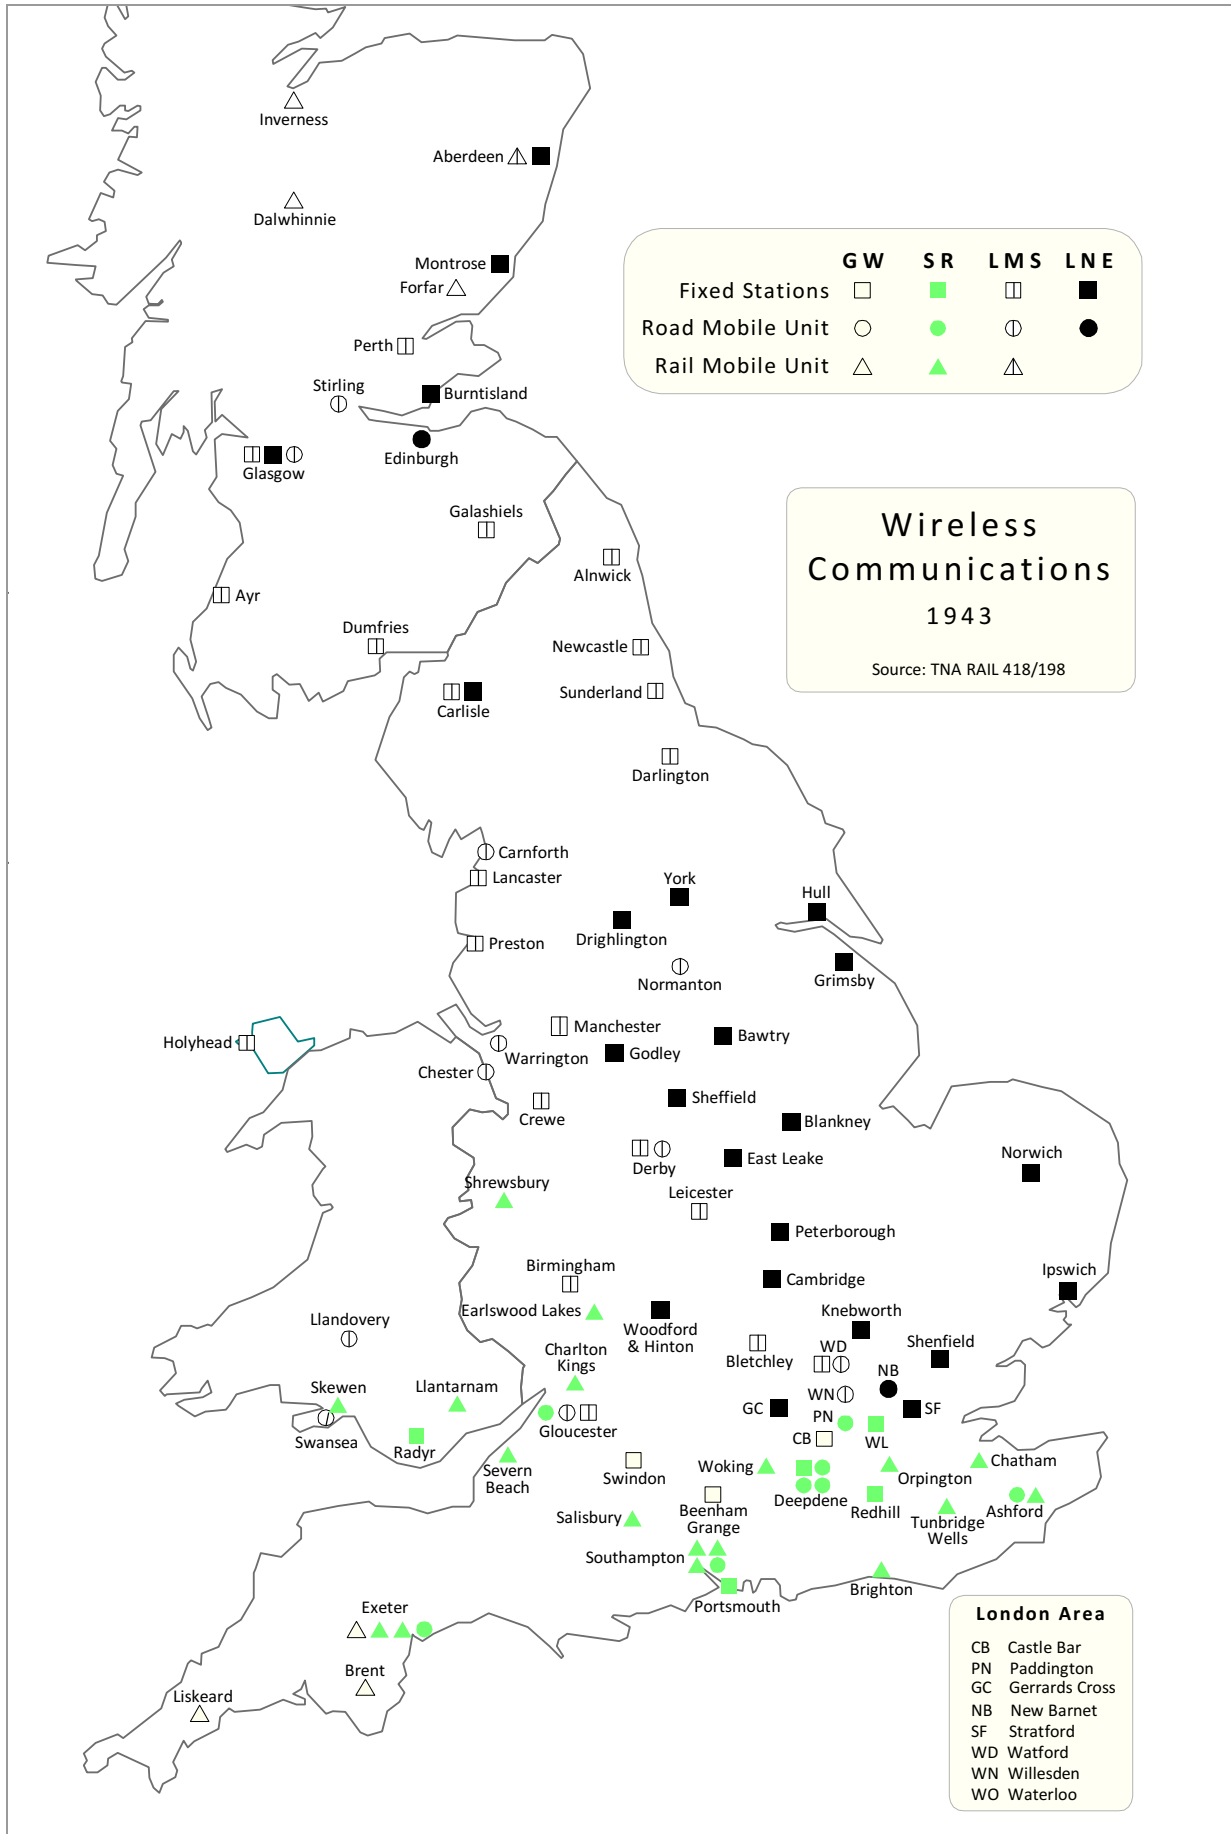 Inverness
Aberdeen
Dalwhinnie
GW SR LMS LNE
Montrose
Fixed Stations
Forfar
Road Mobile Unit
Perth
Rail Mobile Unit
Stirling
Burntisland
Edinburgh
Glasgow
Galashiels
Wireless
Communications
1943
Source: TNA RAIL 418/198
Alnwick
Ayr
Dumfries
Newcastle
Sunderland
Carlisle
Darlington
Carnforth
Lancaster
York
Hull
Drighlington
Preston
Normanton
Grimsby
Manchester
Bawtry
Holyhead
Warrington
Godley
Chester
Sheffield
Crewe
Blankney
Norwich
Derby
East Leake
Shrewsbury
Leicester
Peterborough
Birmingham
Ipswich
Cambridge
Earlswood Lakes
Knebworth
Llandovery
Woodford
& Hinton
Shenfield
Charlton
Kings
WD
Bletchley
NB
Skewen
Llantarnam
WN
GC
PN
SF
Gloucester
Swansea
CB
WL
Radyr
Severn
Beach
Swindon
Woking
Chatham
Orpington
Deepdene
Beenham
Grange
Redhill
Ashford
Salisbury
Tunbridge
Wells
Southampton
Brighton
Portsmouth
Exeter
Brent
Liskeard
London Area
CB Castle Bar
PN Paddington
GC Gerrards Cross
NB New Barnet
SF Stratford
WD Watford
WN Willesden
WO Waterloo